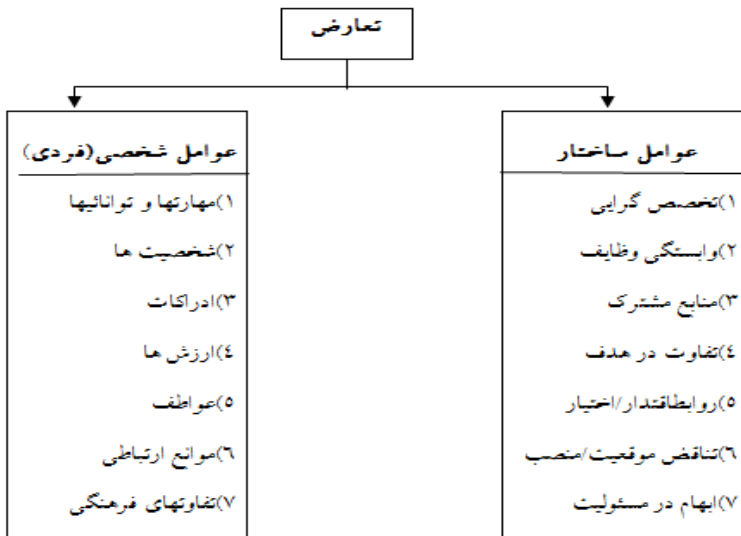 تعارض
عوامل ساختار
۱)تخصص گرایی
۲)وابستگی وظایف
۳)منابع مشترک
٤)تفاوت در هدف
۵)روابطاقتدار/اختیار
٦)تناقض موقعیت/منصب
۷)ابهام در مسئولیت
عوامل شخصی(فردی)
۱)مهارتها و توانائیها
۲)شخصیت ها
۳)ادراکات
٤)ارزش ها
۵)عواطف
٦)موانع ارتباطی
۷)تفاوتهای فرهنگی